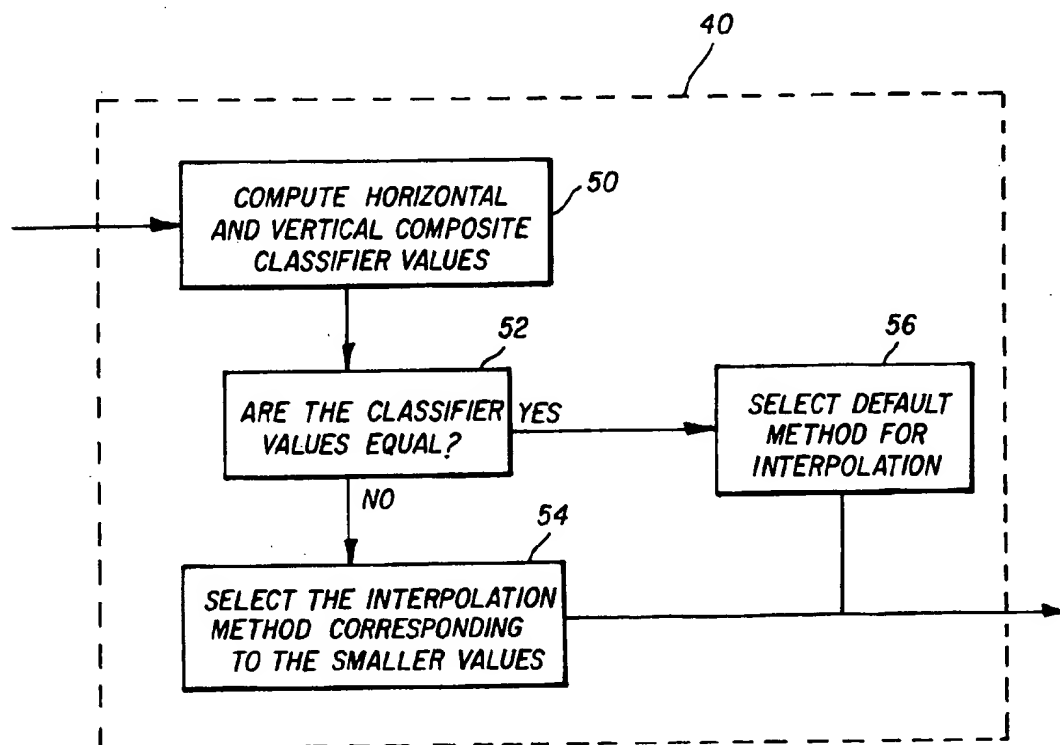 40
COMPUTE HORIZONTAL
AND VERTICAL COMPOSITE
CLASSIFIER VALUES
50
52
ARE THE CLASSIFIER
VALUES EQUAL?
YES
56
SELECT DEFAULT
METHOD FOR
INTERPOLATION
NO
54
SELECT THE INTERPOLATION
METHOD CORRESPONDING
TO THE SMALLER VALUES